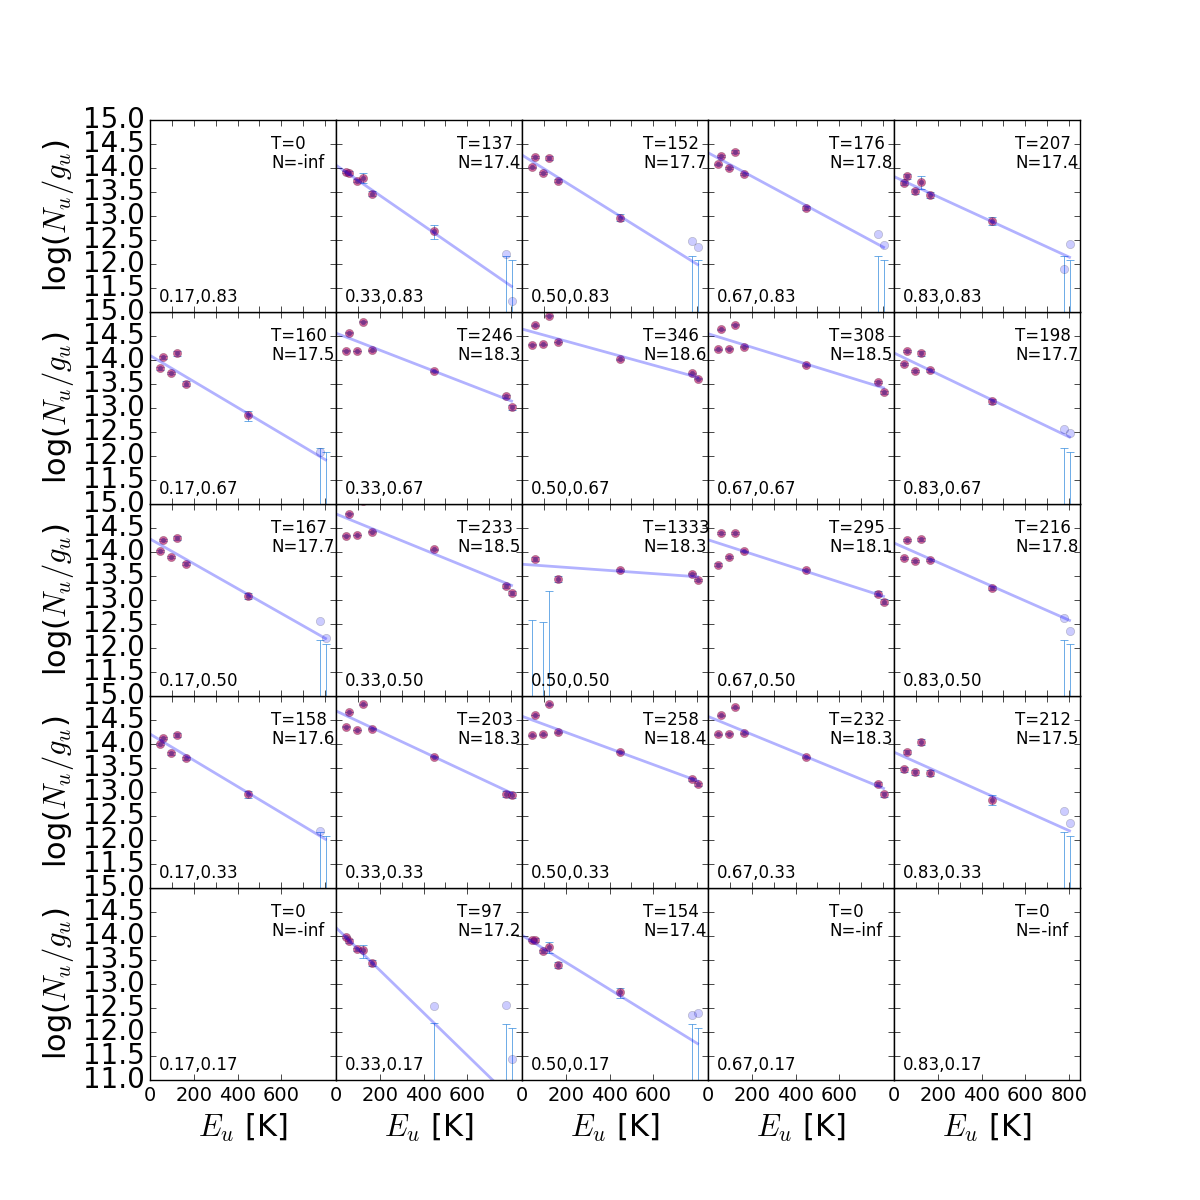 15.0
14.5
14.0
13.5
13.0
12.5
12.0
11.5
log(N_u/g_u)
T=0
N=-inf
0.17,0.83
T=137
N=17.4
0.33,0.83
T=152
N=17.7
0.50,0.83
T=176
N=17.8
0.67,0.83
T=207
N=17.4
0.83,0.83
15.0
14.5
14.0
13.5
13.0
12.5
12.0
11.5
log(N_u/g_u)
T=160
N=17.5
0.17,0.67
T=246
N=18.3
0.33,0.67
T=346
N=18.6
0.50,0.67
T=308
N=18.5
0.67,0.67
T=198
N=17.7
0.83,0.67
15.0
14.5
14.0
13.5
13.0
12.5
12.0
11.5
log(N_u/g_u)
T=167
N=17.7
0.17,0.50
T=233
N=18.5
0.33,0.50
T=1333
N=18.3
0.50,0.50
T=295
N=18.1
0.67,0.50
T=216
N=17.8
0.83,0.50
15.0
14.5
14.0
13.5
13.0
12.5
12.0
11.5
log(N_u/g_u)
T=158
N=17.6
0.17,0.33
T=203
N=18.3
0.33,0.33
T=258
N=18.4
0.50,0.33
T=232
N=18.3
0.67,0.33
T=212
N=17.5
0.83,0.33
15.0
14.5
14.0
13.5
13.0
12.5
12.0
11.5
11.0
log(N_u/g_u)
T=0
N=-inf
0.17,0.17
T=97
N=17.2
0.33,0.17
T=154
N=17.4
0.50,0.17
T=0
N=-inf
0.67,0.17
T=0
N=-inf
0.83,0.17
0 200 400 600 0 200 400 600 0 200 400 600 0 200 400 600 0 200 400 600 800
E_u [K] E_u [K] E_u [K] E_u [K] E_u [K]